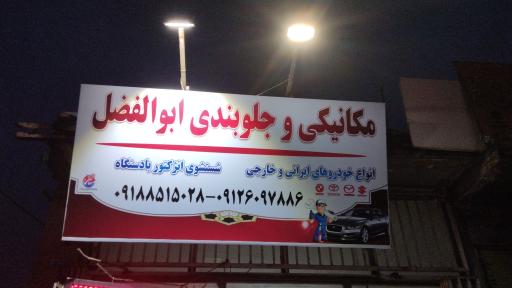 مکانیکی و جلوبندی ابوالفضل
انواع خودروهای ایرانی و خارجی شستشوی انژکتور بادستگاه
۰۹۱۸۸۵۱۵۰۲۸-۰۹۱۲۶۰۹۷۸۸۶